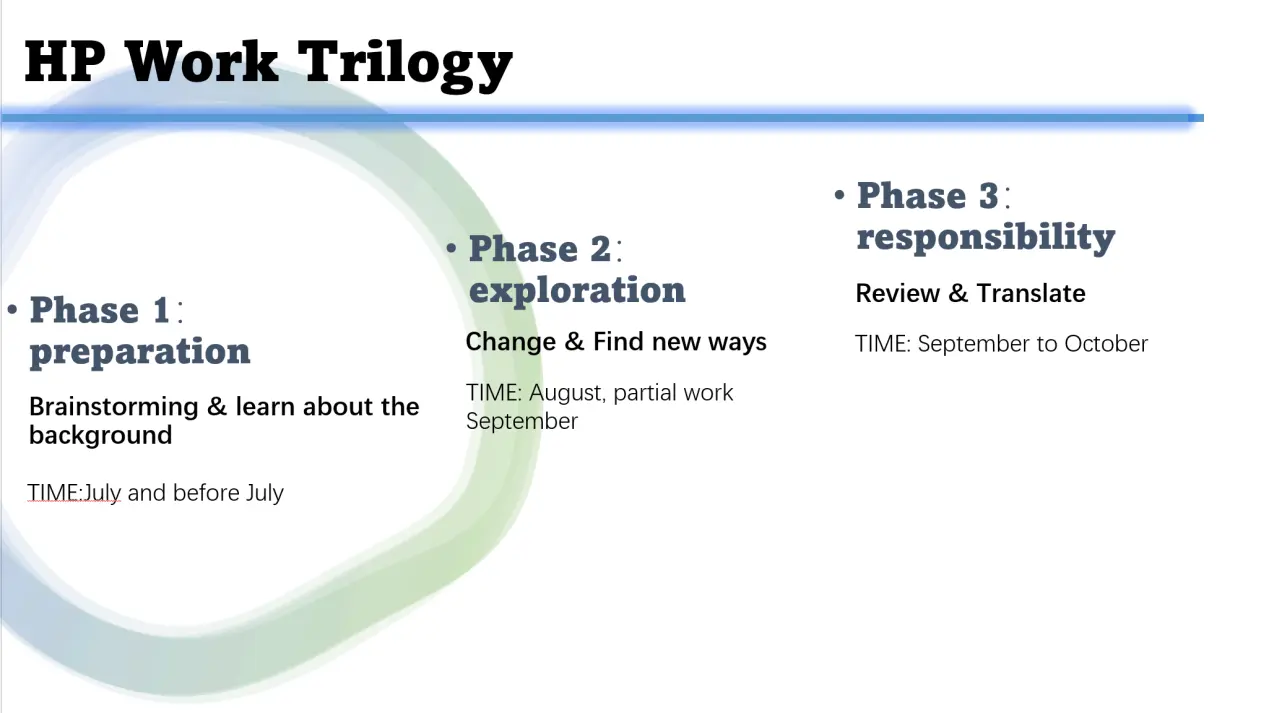 HP Work Trilogy
• Phase 1:
preparation
Brainstorming & learn about the
background
TIME:July and before July
• Phase 2:
exploration
Change & Find new ways
TIME: August, partial work
September
• Phase 3:
responsibility
Review & Translate
TIME: September to October